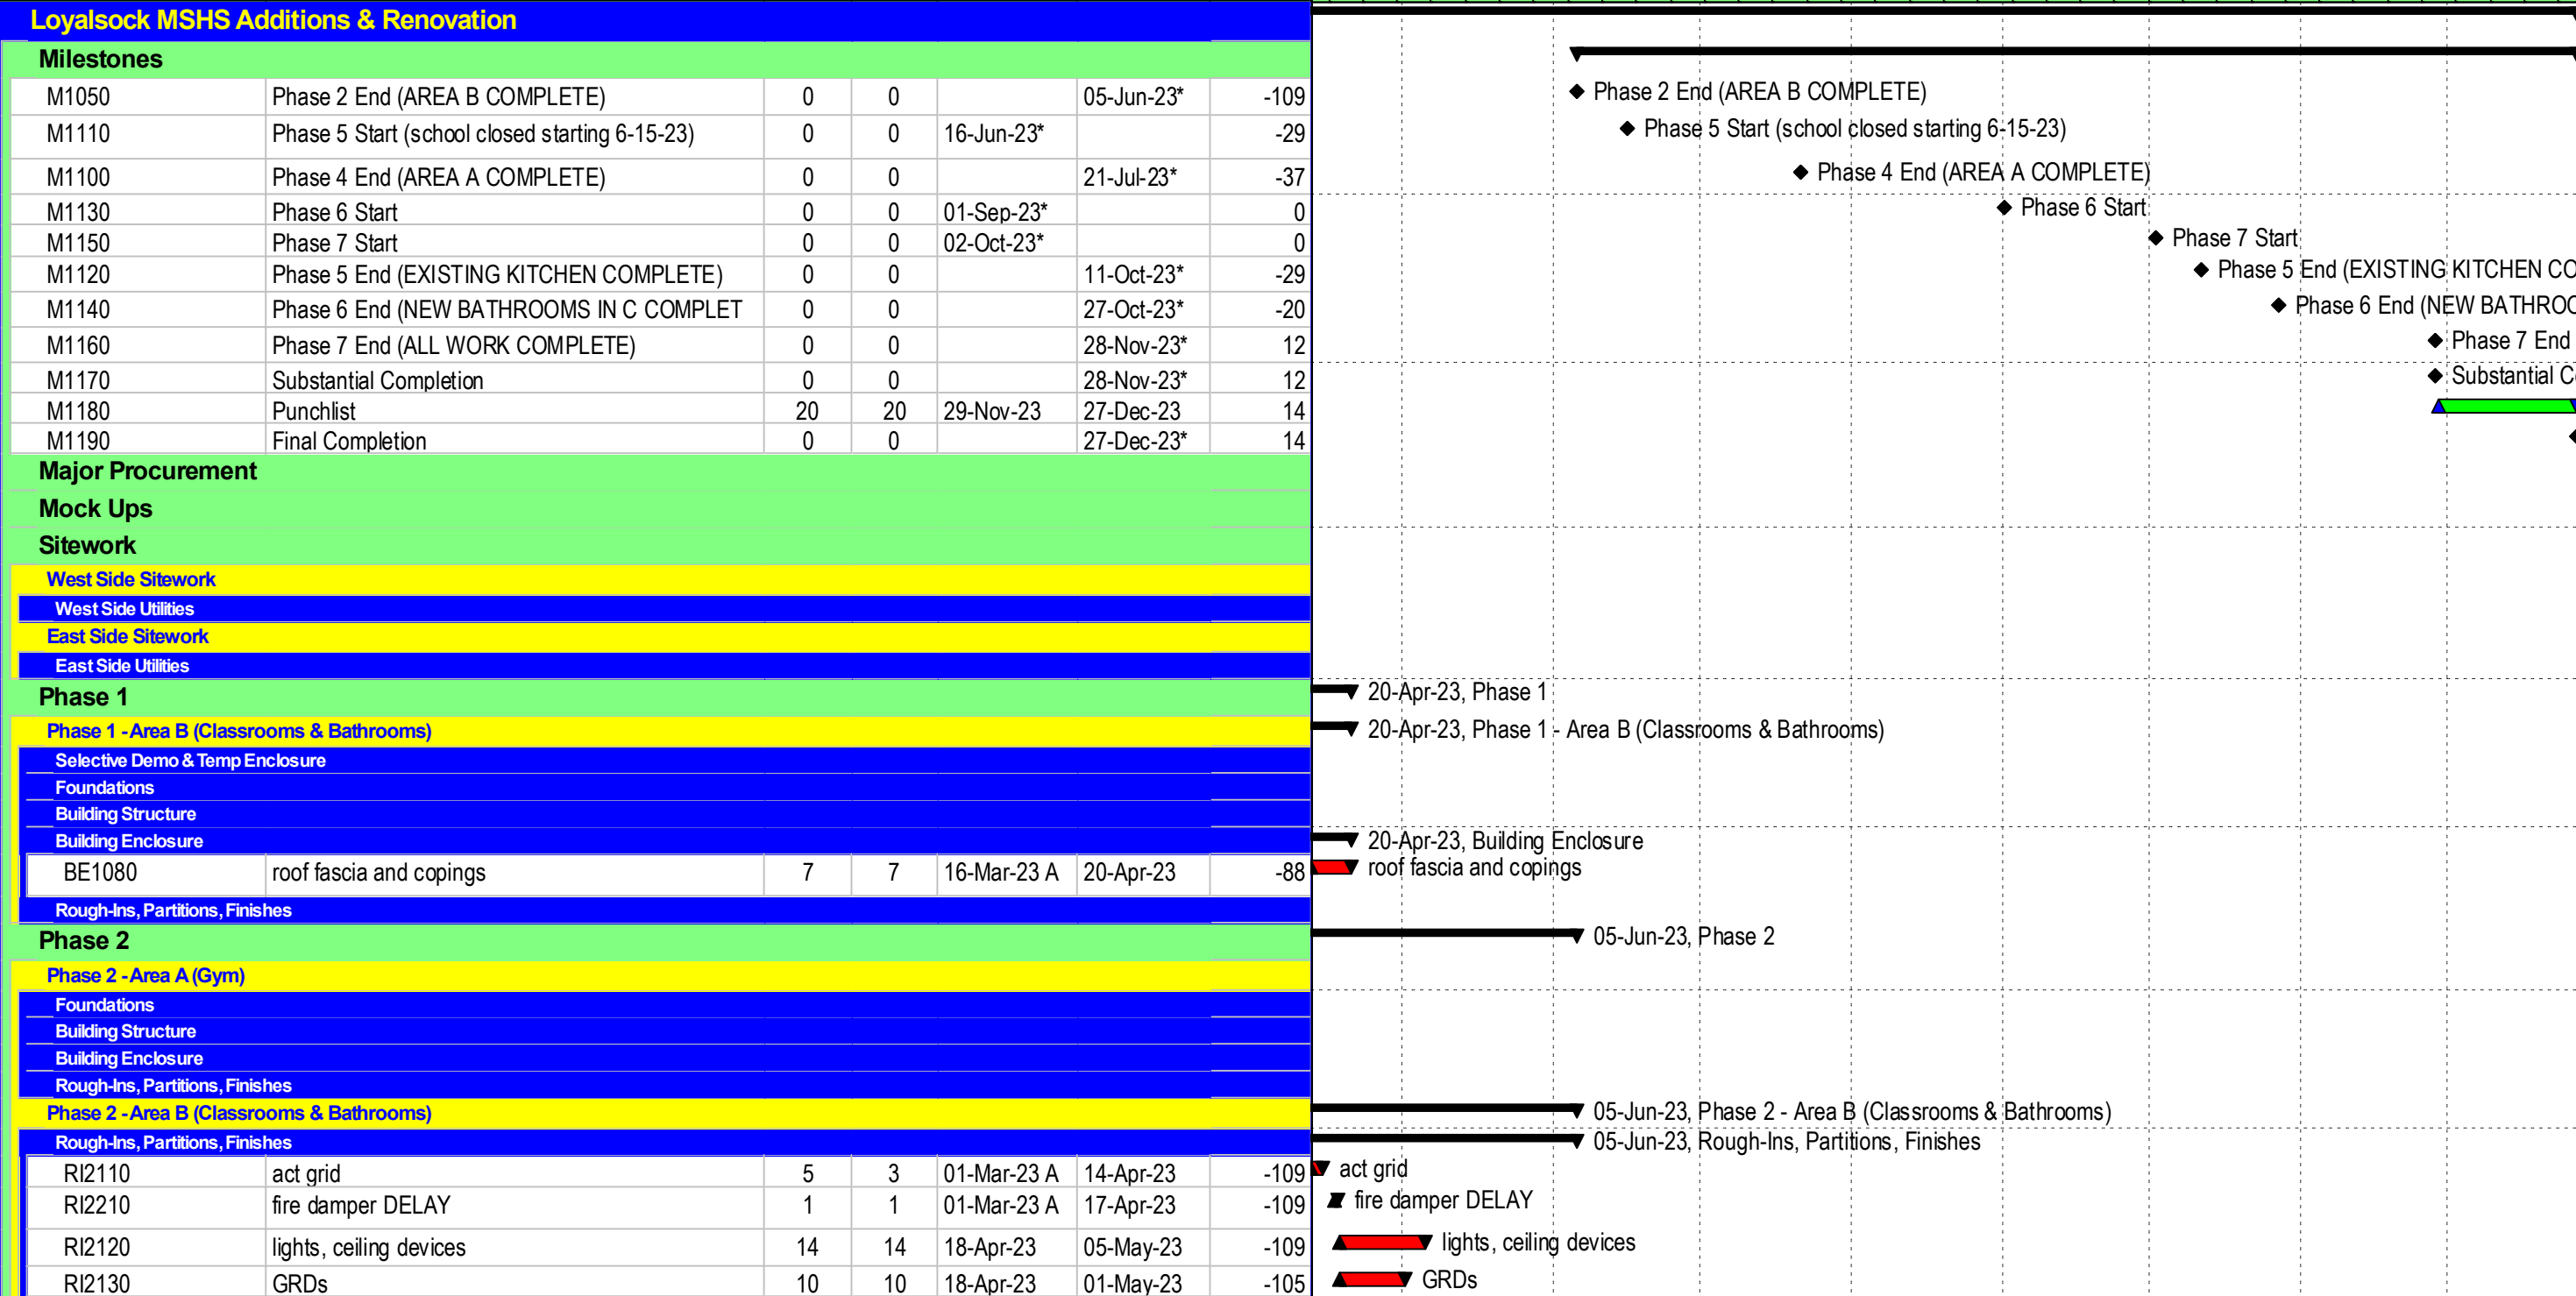 Loyalsock MSHS Additions & Renovation
Milestones
M1050 Phase 2 End (AREA B COMPLETE) 0 0 05-Jun-23* -109 Phase 2 End (AREA B COMPLETE)
M1110 Phase 5 Start (school closed starting 6-15-23) 0 0 16-Jun-23* -29 Phase 5 Start (school closed starting 6-15-23)
M1100 Phase 4 End (AREA A COMPLETE) 0 0 21-Jul-23* -37 Phase 4 End (AREA A COMPLETE)
M1130 Phase 6 Start 0 0 01-Sep-23* 0 Phase 6 Start
M1150 Phase 7 Start 0 0 02-Oct-23* 0 Phase 7 Start
M1120 Phase 5 End (EXISTING KITCHEN COMPLETE) 0 0 11-Oct-23* -29 Phase 5 End (EXISTING KITCHEN CO
M1140 Phase 6 End (NEW BATHROOMS IN C COMPLET 0 0 27-Oct-23* -20 Phase 6 End (NEW BATHROO
M1160 Phase 7 End (ALL WORK COMPLETE) 0 0 28-Nov-23* 12 Phase 7 End
M1170 Substantial Completion 0 0 28-Nov-23* 12 Substantial C
M1180 Punchlist 20 20 29-Nov-23 27-Dec-23 14
M1190 Final Completion 0 0 27-Dec-23* 14
Major Procurement
Mock Ups
Sitework
West Side Sitework
West Side Utilities
East Side Sitework
East Side Utilities
Phase 1 20-Apr-23, Phase 1
Phase 1 - Area B (Classrooms & Bathrooms) 20-Apr-23, Phase 1 - Area B (Classrooms & Bathrooms)
Selective Demo & Temp Enclosure
Foundations
Building Structure
Building Enclosure 20-Apr-23, Building Enclosure
BE1080 roof fascia and copings 7 7 16-Mar-23 A 20-Apr-23 -88 roof fascia and copings
Rough-Ins, Partitions, Finishes
Phase 2 05-Jun-23, Phase 2
Phase 2 - Area A (Gym)
Foundations
Building Structure
Building Enclosure
Rough-Ins, Partitions, Finishes
Phase 2 - Area B (Classrooms & Bathrooms) 05-Jun-23, Phase 2 - Area B (Classrooms & Bathrooms)
Rough-Ins, Partitions, Finishes 05-Jun-23, Rough-Ins, Partitions, Finishes
RI2110 act grid 5 3 01-Mar-23 A 14-Apr-23 -109 act grid
RI2210 fire damper DELAY 1 1 01-Mar-23 A 17-Apr-23 -109 fire damper DELAY
RI2120 lights, ceiling devices 14 14 18-Apr-23 05-May-23 -109 lights, ceiling devices
RI2130 GRDs 10 10 18-Apr-23 01-May-23 -105 GRDs